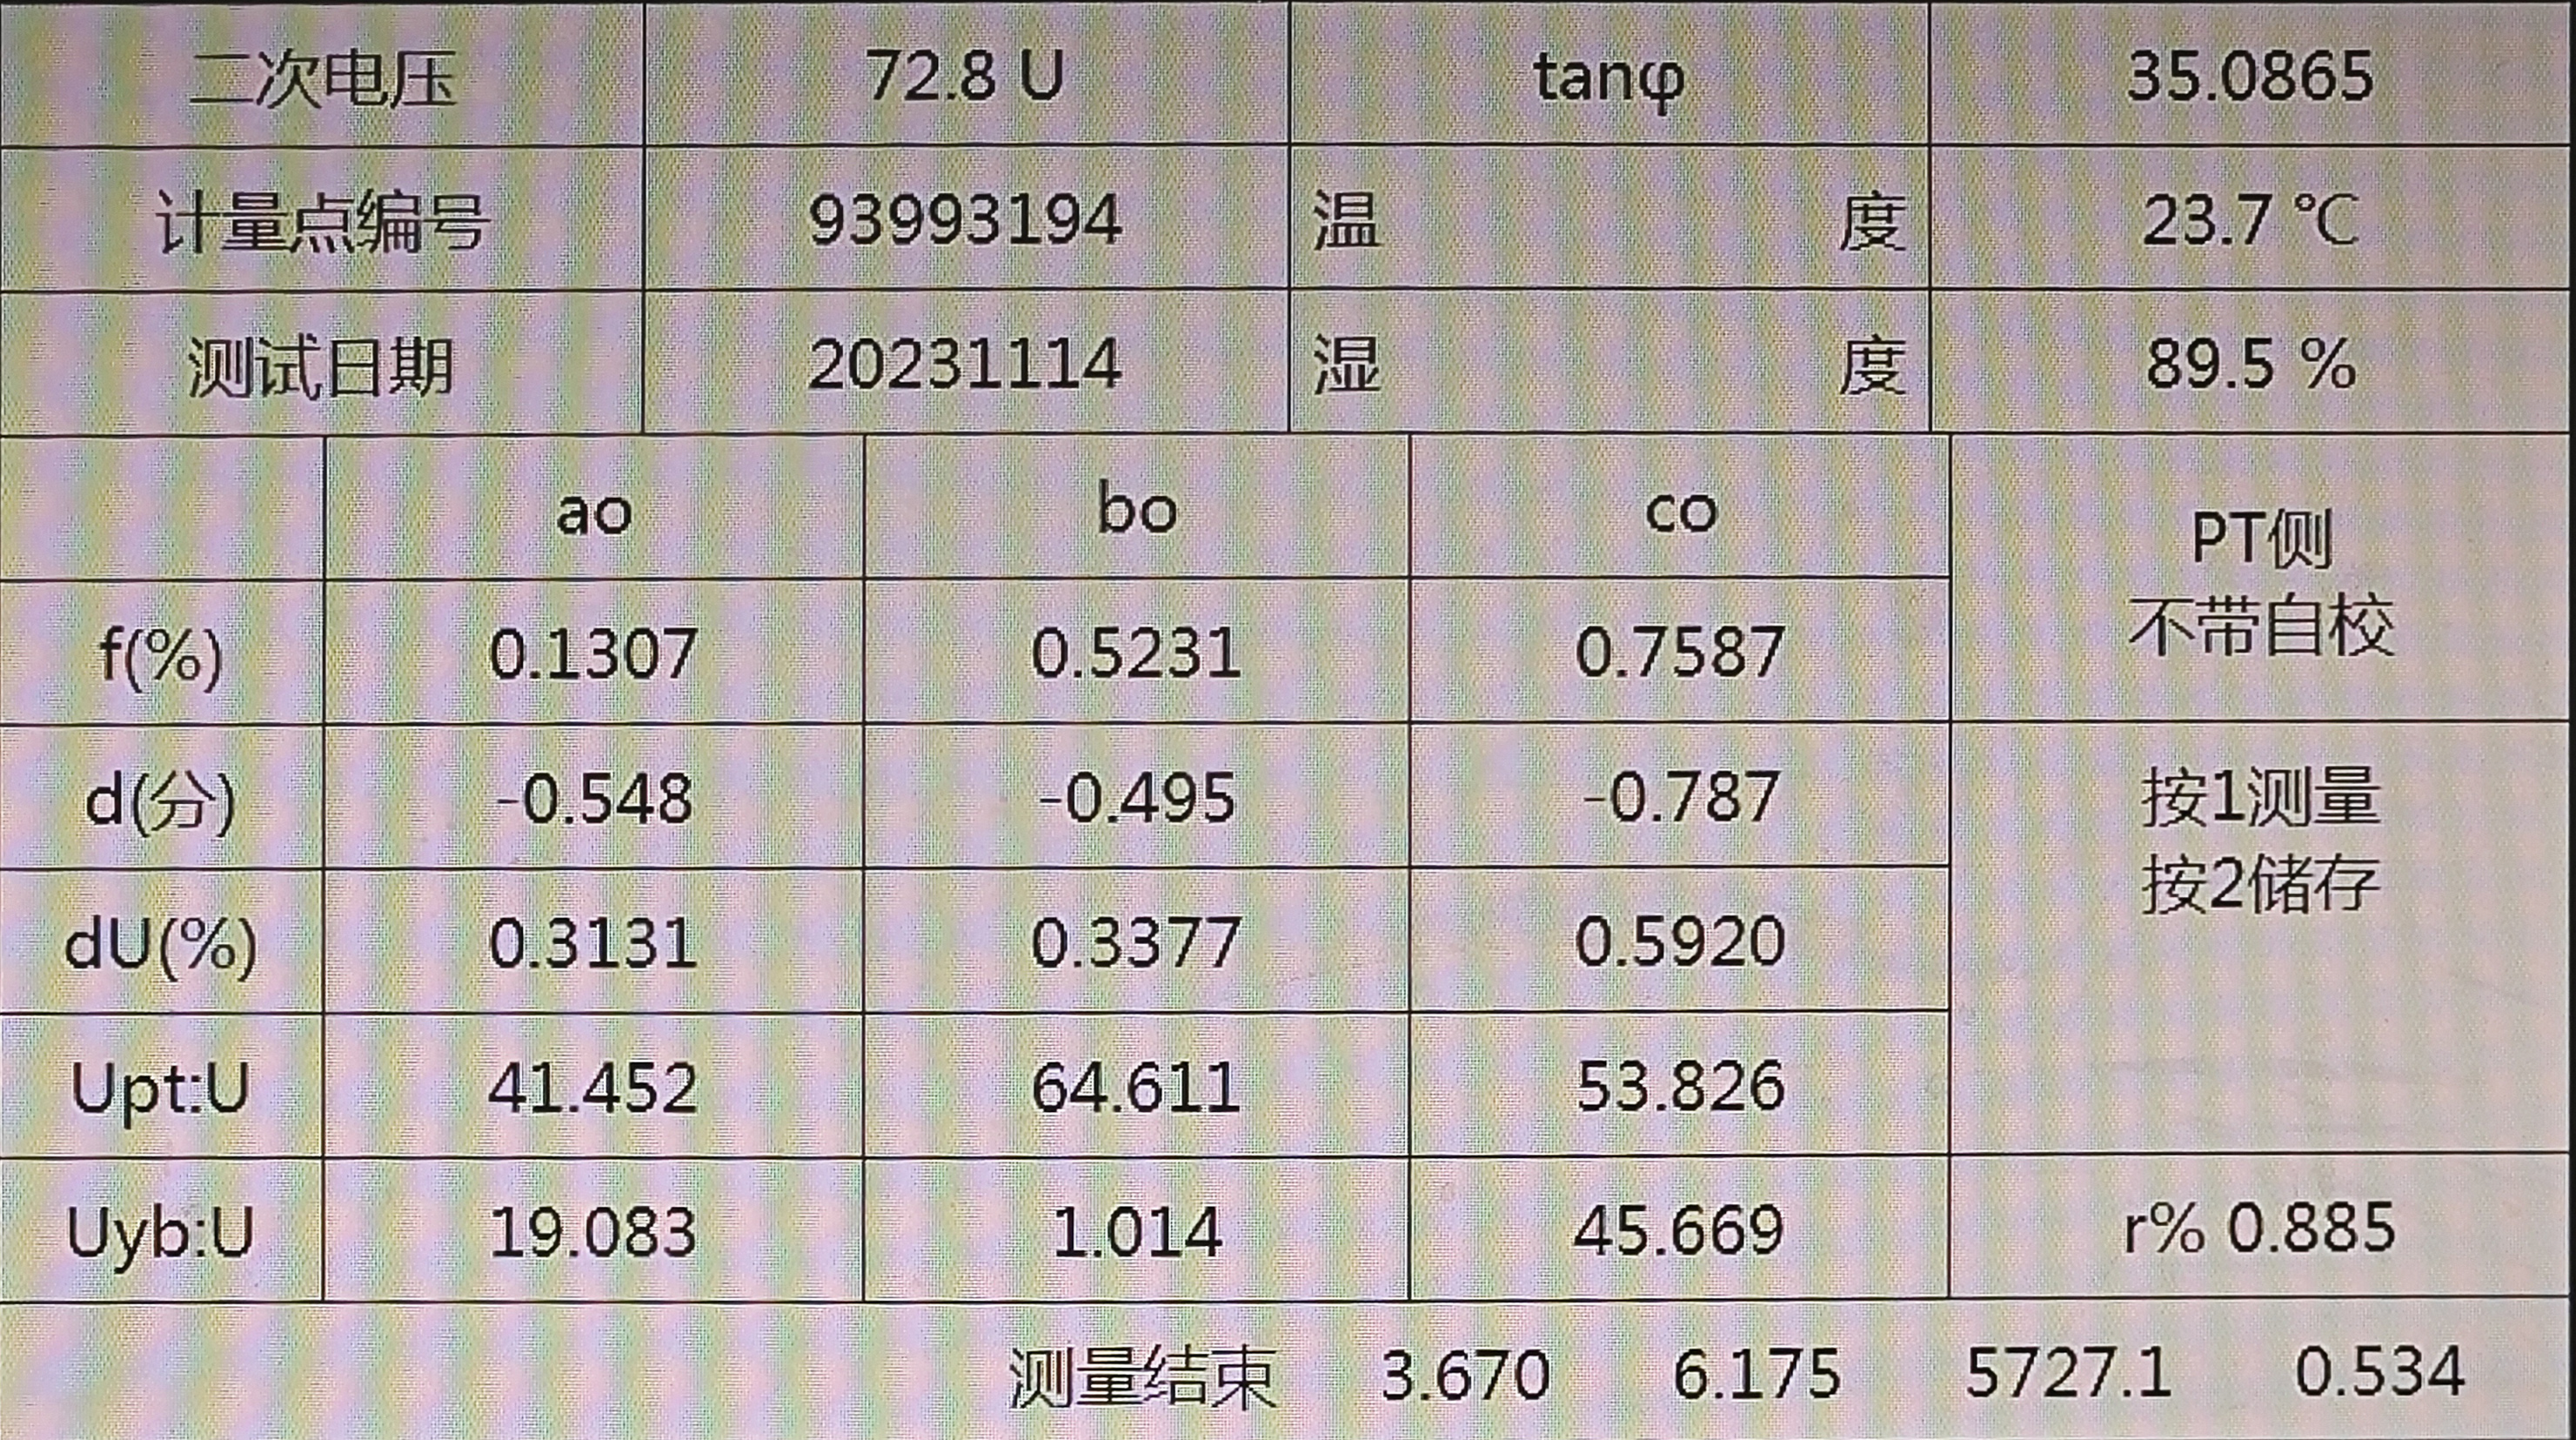 二次电压 72.8 U tanφ 35.0865
计量点编号 93993194 温度 23.7 ℃
测试日期 20231114 湿度 89.5 %
ao bo co PT侧
不带自校
f(%) 0.1307 0.5231 0.7587
d(分) -0.548 -0.495 -0.787 按1测量
按2储存
dU(%) 0.3131 0.3377 0.5920
Upt:U 41.452 64.611 53.826
Uyb:U 19.083 1.014 45.669 r% 0.885
测量结束 3.670 6.175 5727.1 0.534